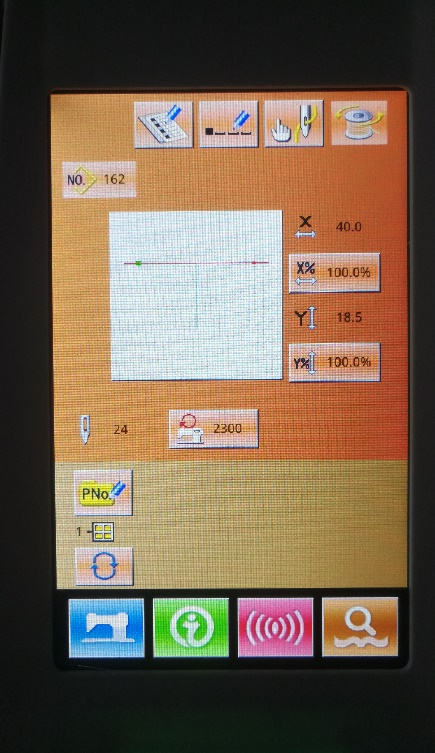 NO. 162
X 40.0
X% 100.0%
Y 18.5
Y% 100.0%
24 2300
PNo.
1-